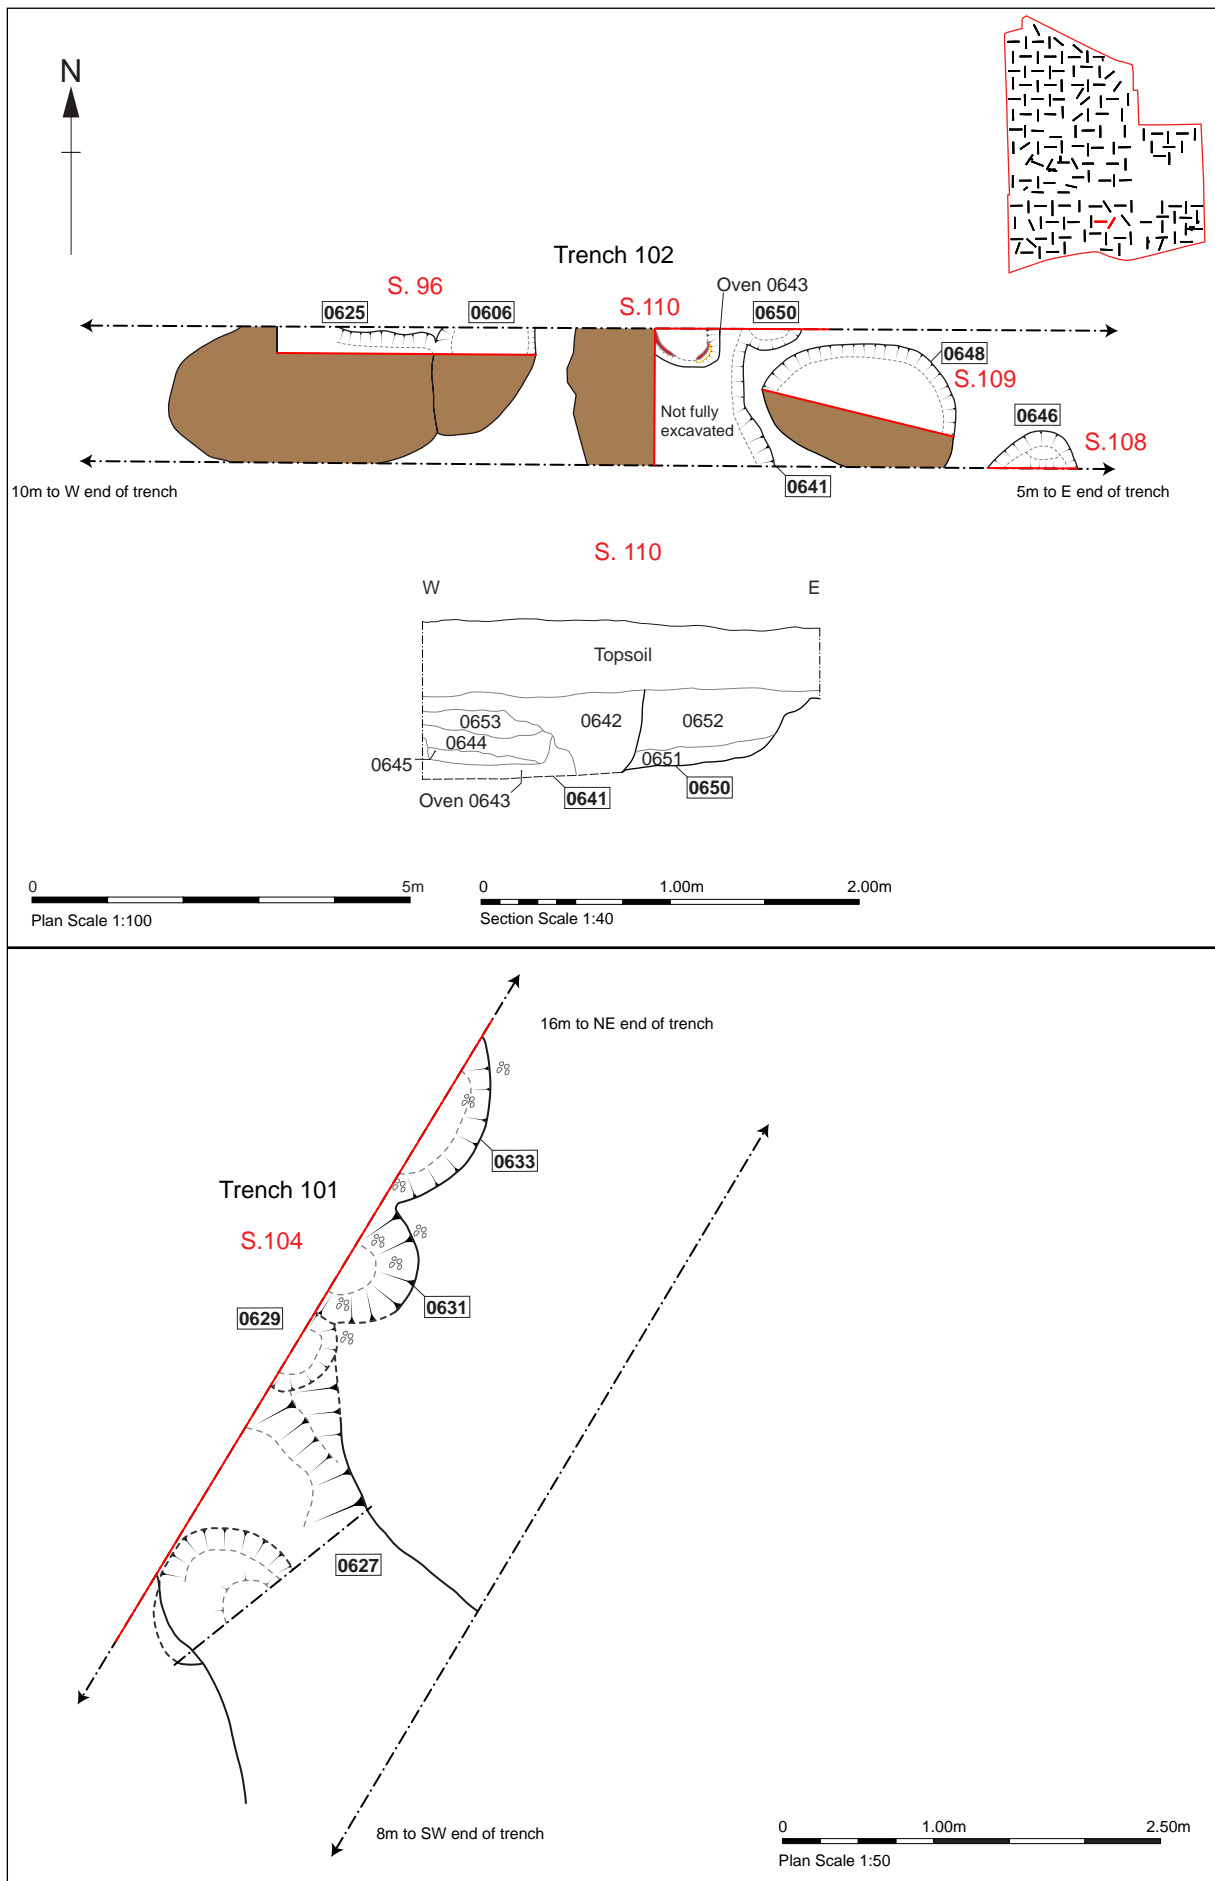 N
Trench 102
S. 96
0625
0606
S.110
Oven 0643
0650
0648
S.109
0646
S.108
Not fully
excavated
0641
10m to W end of trench
5m to E end of trench
S. 110
W
E
Topsoil
0653
0642
0652
0644
0645
0651
Oven 0643
0641
0650
0
5m
Plan Scale 1:100
0
1.00m
2.00m
Section Scale 1:40
16m to NE end of trench
0633
Trench 101
S.104
0629
0631
0627
8m to SW end of trench
0
1.00m
2.50m
Plan Scale 1:50